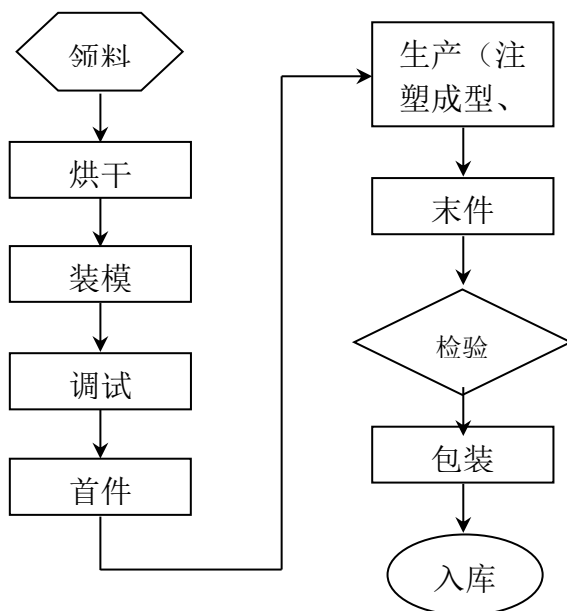 领料
烘干
装模
调试
首件
生产（注
塑成型、
末件
检验
包装
入库